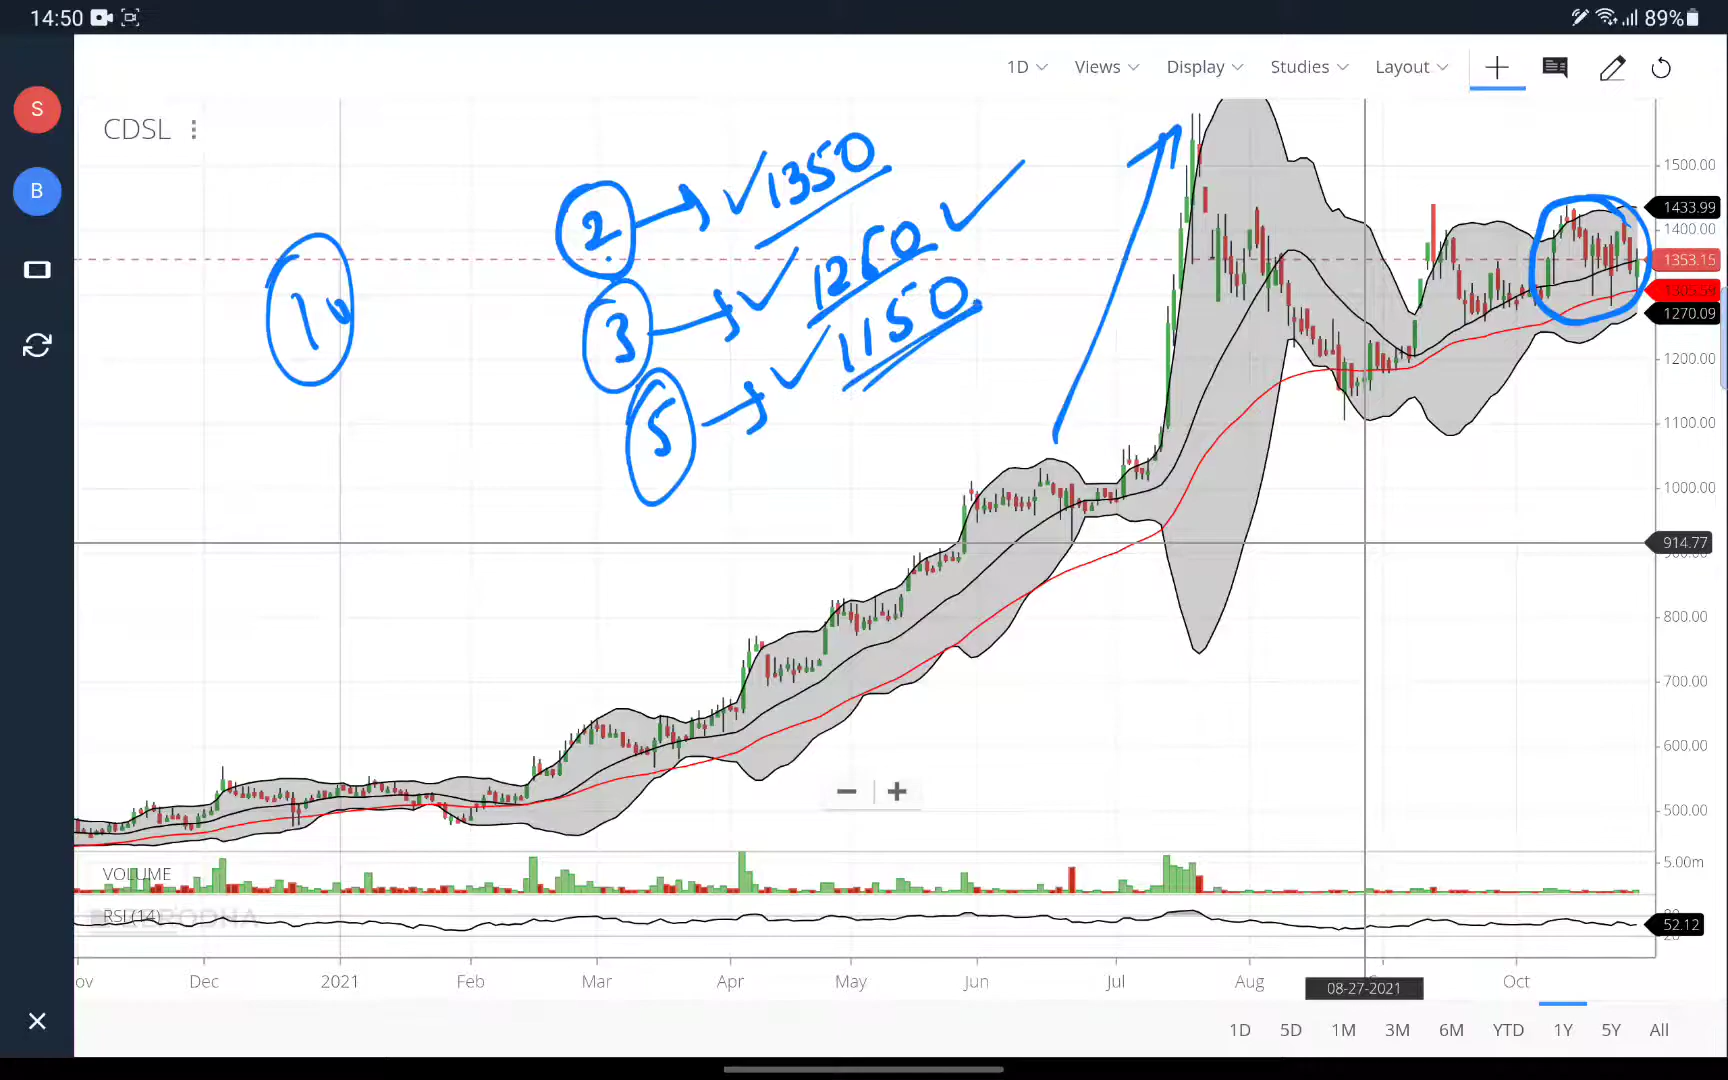 14:50 89%
1D Views Display Studies Layout
S
CDSL
B
② → ✓ 1350
③ → ✓ 1260 ✓
⑤ → ✓ 1150
10
1500.00
1433.99
1400.00
1353.15
1270.09
1200.00
1100.00
1000.00
914.77
800.00
700.00
600.00
500.00
VOLUME
5.00m
RSI (14)
52.12
ov Dec 2021 Feb Mar Apr May Jun Jul Aug Oct
08-27-2021
1D 5D 1M 3M 6M YTD 1Y 5Y All